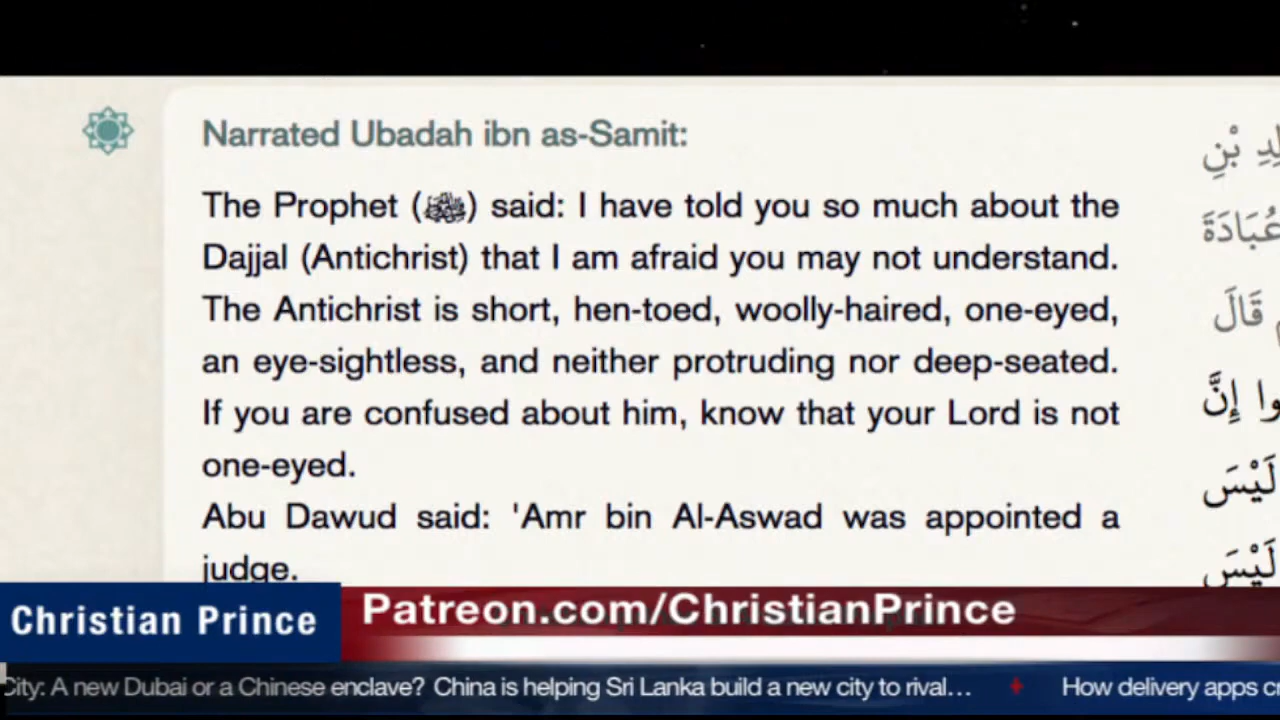 Narrated Ubadah ibn as-Samit:
The Prophet (ﷺ) said: I have told you so much about the
Dajjal (Antichrist) that I am afraid you may not understand.
The Antichrist is short, hen-toed, woolly-haired, one-eyed,
an eye-sightless, and neither protruding nor deep-seated.
If you are confused about him, know that your Lord is not
one-eyed.
Abu Dawud said: 'Amr bin Al-Aswad was appointed a
judge.
بْنِ
عُبَادَةَ
قَالَ
إِنَّ
لَيْسَ
لَيْسَ
Christian Prince
Patreon.com/ChristianPrince
City: A new Dubai or a Chinese enclave? China is helping Sri Lanka build a new city to rival... How delivery apps